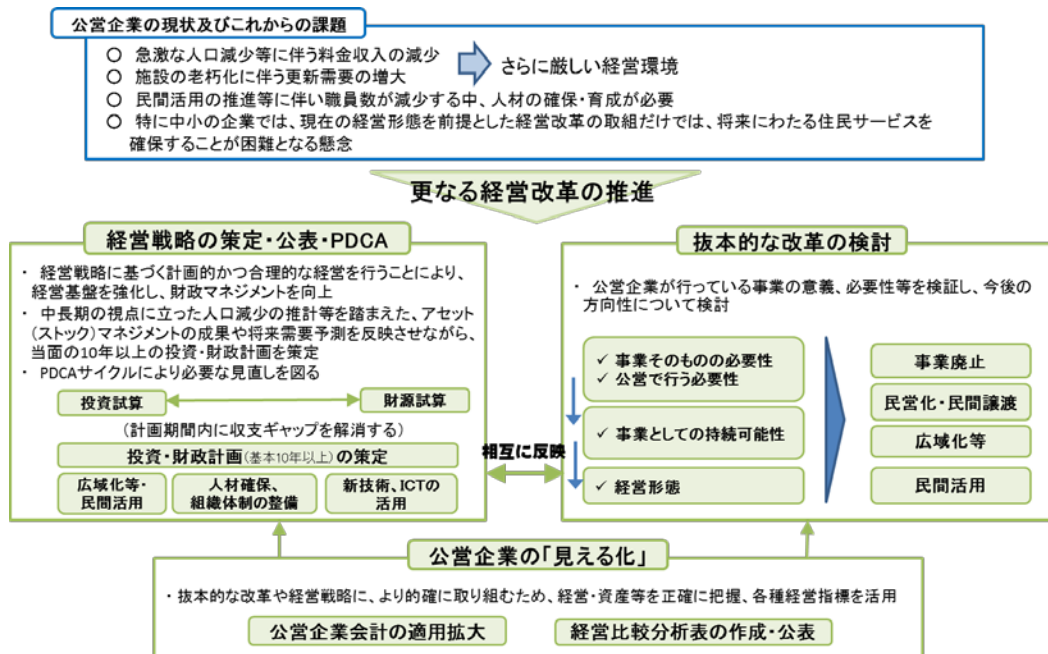 公営企業の現状及びこれからの課題
○ 急激な人口減少等に伴う料金収入の減少
○ 施設の老朽化に伴う更新需要の増大
さらに厳しい経営環境
○ 民間活用の推進等に伴い職員数が減少する中、人材の確保・育成が必要
○ 特に中小の企業では、現在の経営形態を前提とした経営改革の取組だけでは、将来にわたる住民サービスを
確保することが困難となる懸念
更なる経営改革の推進
経営戦略の策定・公表・PDCA
・ 経営戦略に基づく計画的かつ合理的な経営を行うことにより、
経営基盤を強化し、財政マネジメントを向上
・ 中長期の視点に立った人口減少の推計等を踏まえた、アセット
(ストック)マネジメントの成果や将来需要予測を反映させながら、
当面の10年以上の投資・財政計画を策定
・ PDCAサイクルにより必要な見直しを図る
投資試算
財源試算
(計画期間内に収支ギャップを解消する)
投資・財政計画(基本10年以上)の策定
広域化等・
民間活用
人材確保、
組織体制の整備
新技術、ICTの
活用
相互に反映
抜本的な改革の検討
・ 公営企業が行っている事業の意義、必要性等を検証し、今後の
方向性について検討
✓ 事業そのものの必要性
✓ 公営で行う必要性
✓ 事業としての持続可能性
✓ 経営形態
事業廃止
民営化・民間譲渡
広域化等
民間活用
公営企業の「見える化」
・抜本的な改革や経営戦略に、より的確に取り組むため、経営・資産等を正確に把握、各種経営指標を活用
公営企業会計の適用拡大
経営比較分析表の作成・公表